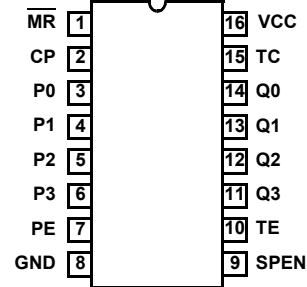 MR 1 16 VCC
CP 2 15 TC
P0 3 14 Q0
P1 4 13 Q1
P2 5 12 Q2
P3 6 11 Q3
PE 7 10 TE
GND 8 9 SPEN